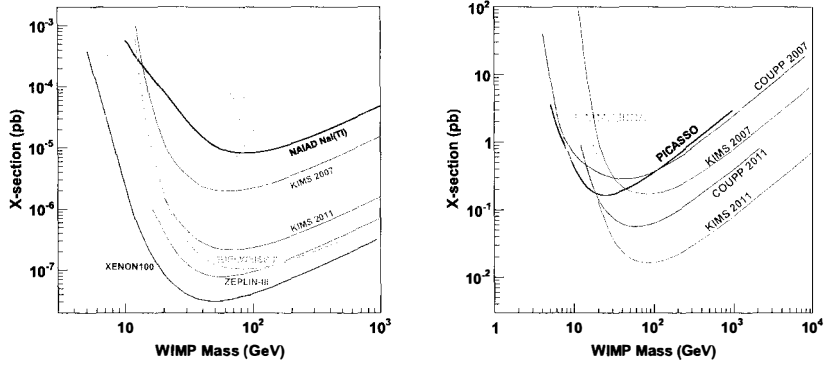 10⁻³
10⁻⁴
10⁻⁵
10⁻⁶
10⁻⁷
X-section (pb)
NAIAD NaI(Tl)
KIMS 2007
KIMS 2011
XENON100
ZEPLIN-III
10
10²
10³
WIMP Mass (GeV)
10²
10
1
10⁻¹
10⁻²
X-section (pb)
COUPP 2007
PICASSO
KIMS 2007
COUPP 2011
KIMS 2011
1
10
10²
10³
10⁴
WIMP Mass (GeV)